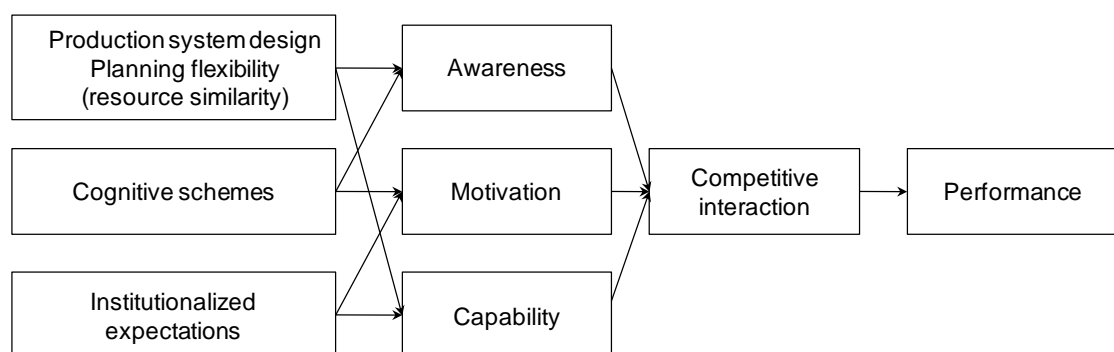 Production system design
Planning flexibility
(resource similarity)
Awareness
Cognitive schemes
Motivation
Competitive
interaction
Performance
Institutionalized
expectations
Capability